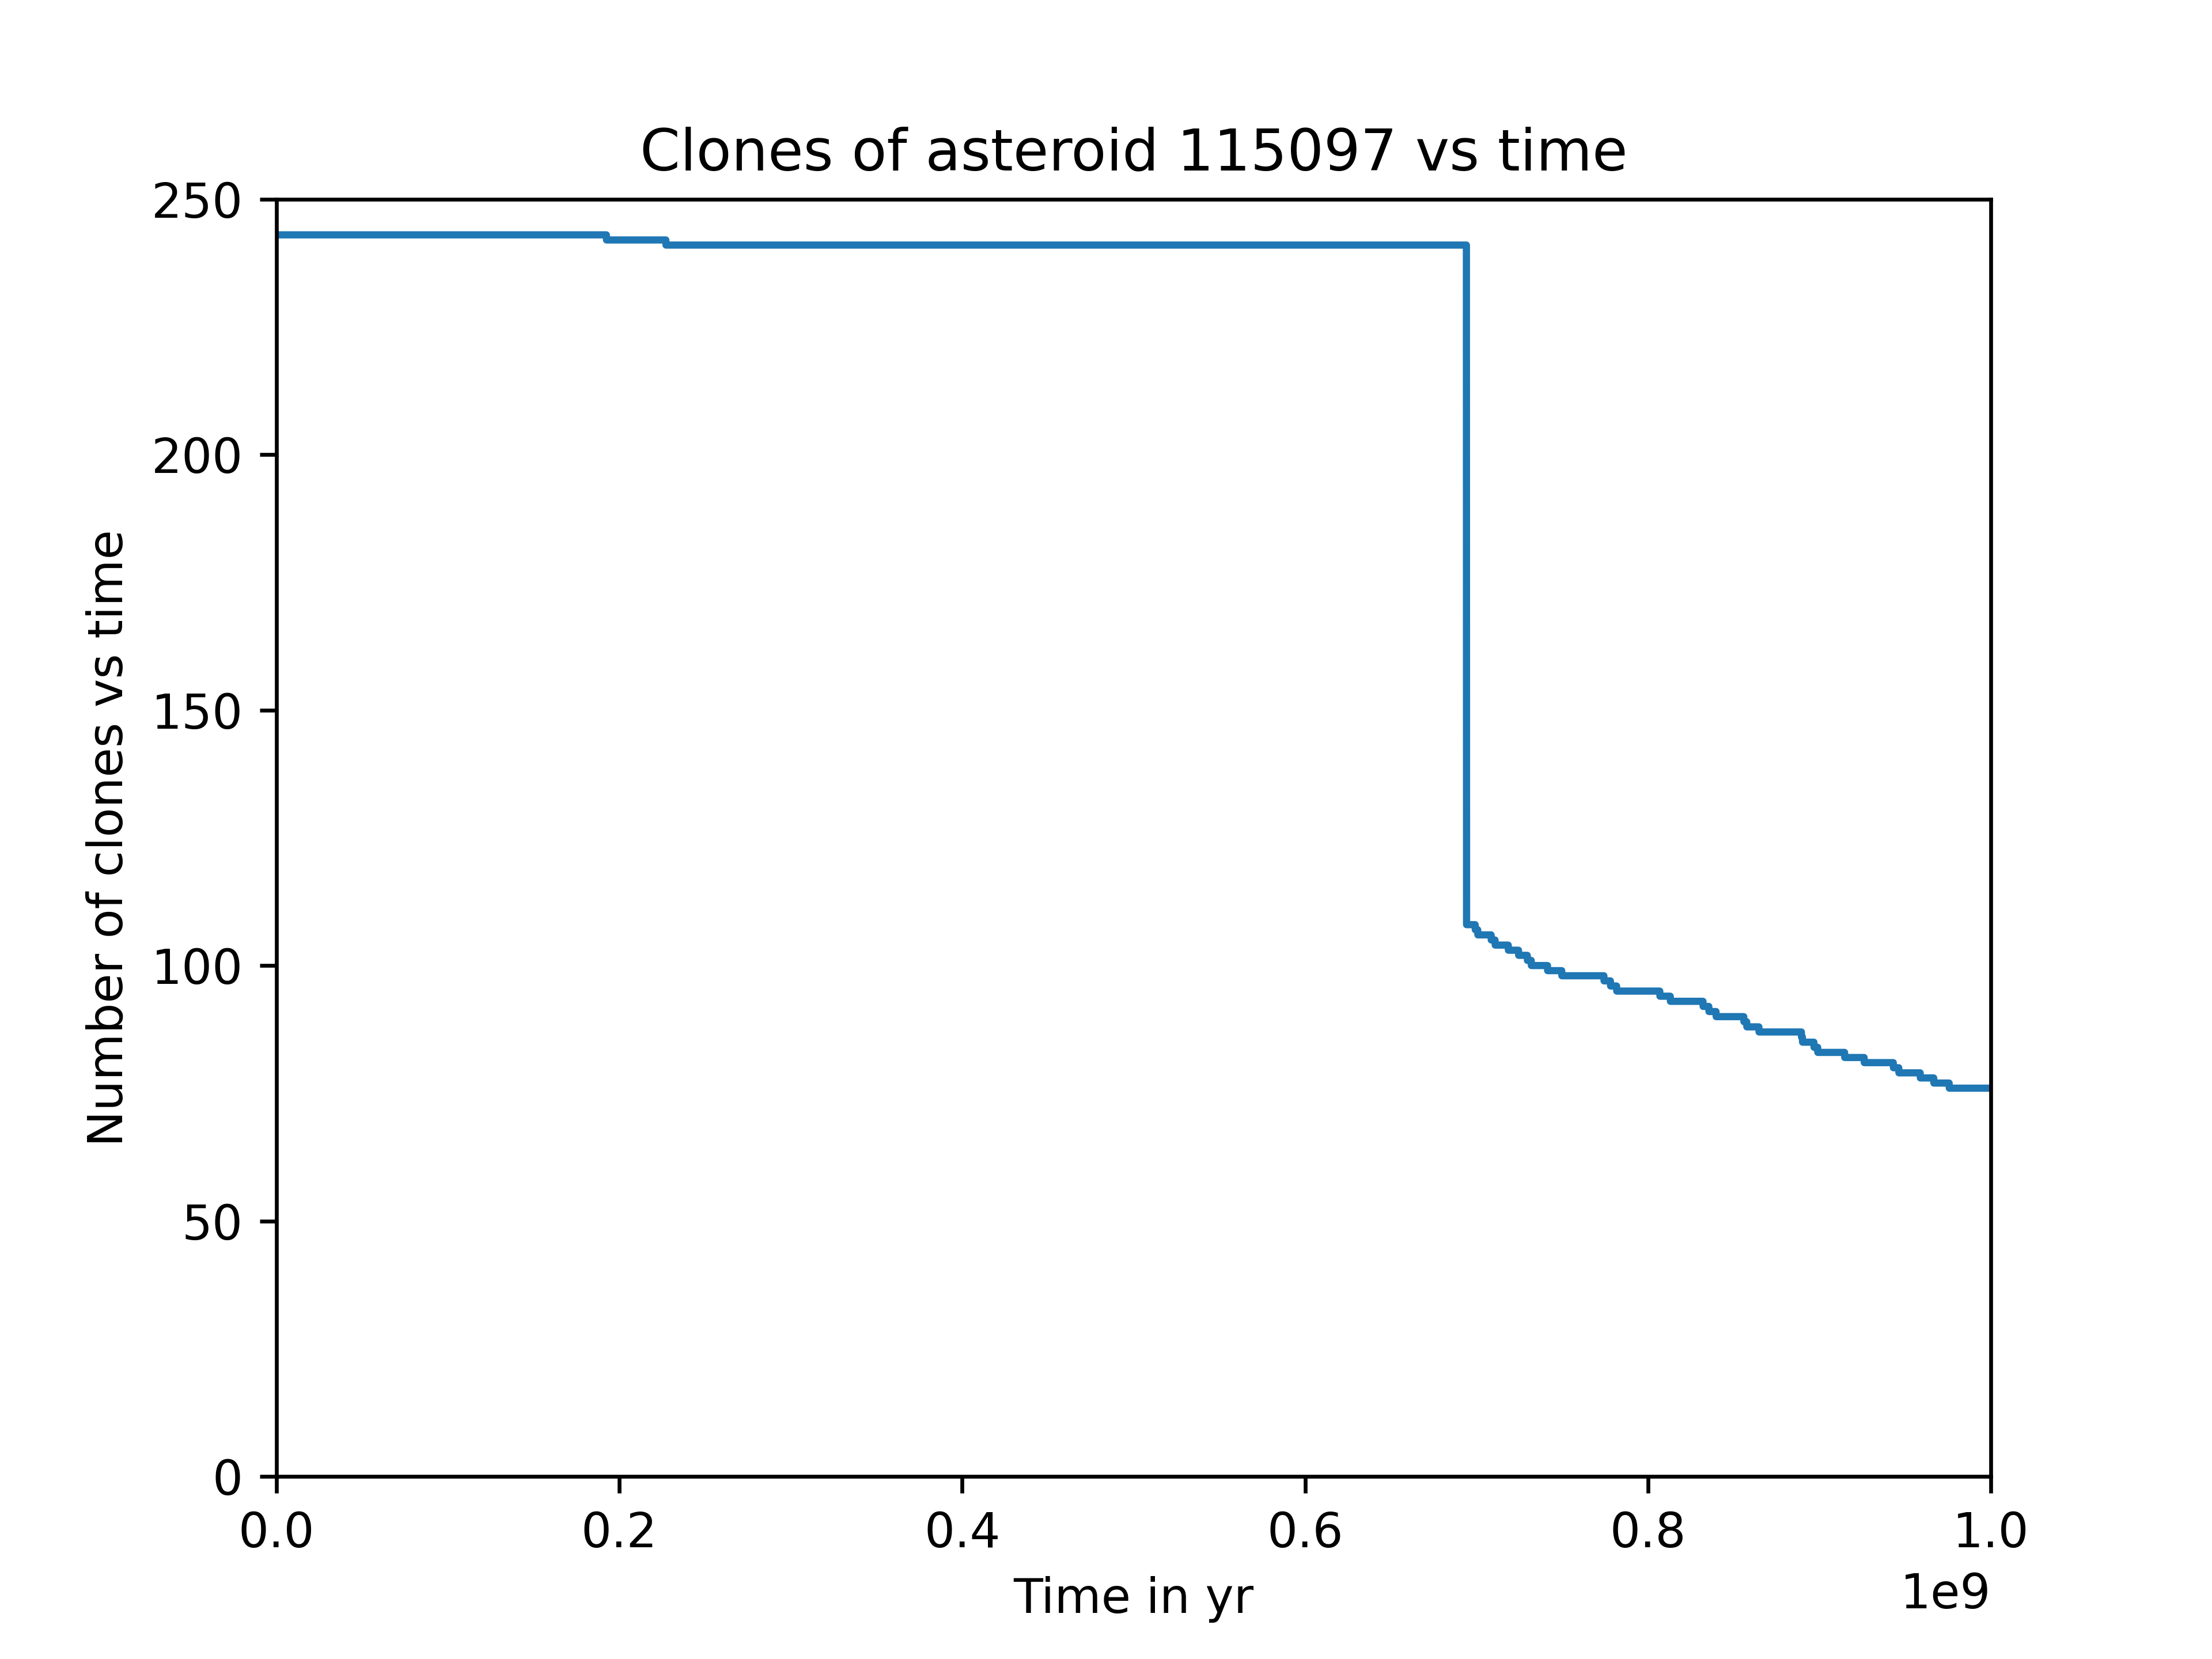 Clones of asteroid 115097 vs time
250
200
150
100
50
0
Number of clones vs time
0.0 0.2 0.4 0.6 0.8 1.0
1e9
Time in yr